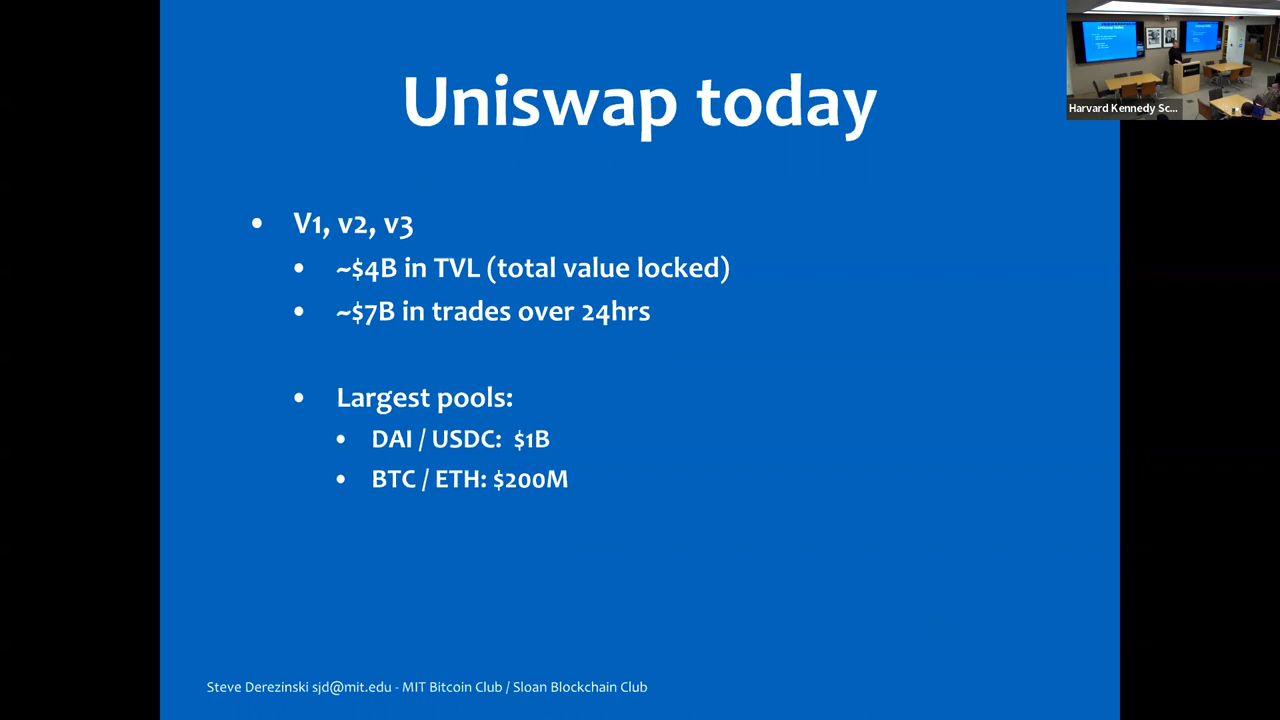 Uniswap today
Harvard Kennedy Sc...
• V1, v2, v3
• ~$4B in TVL (total value locked)
• ~$7B in trades over 24hrs
• Largest pools:
• DAI / USDC: $1B
• BTC / ETH: $200M
Steve Derezinski sjd@mit.edu - MIT Bitcoin Club / Sloan Blockchain Club